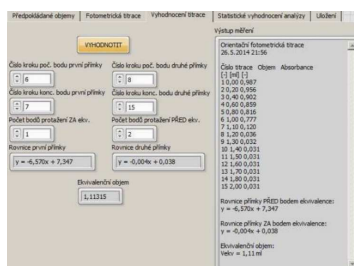 Předpokládané objemy
Fotometrická titrace
Vyhodnocení titrace
Statistické vyhodnocení analýzy
Uložení
VYHODNOTIT
Číslo kroku poč. bodu první přímky
6
Číslo kroku poč. bodu druhé přímky
8
Číslo kroku konc. bodu první přímky
7
Číslo kroku konc. bodu druhé přímky
15
Počet bodů protažení ZA ekv.
1
Počet bodů protažení PŘED ekv.
2
Rovnice první přímky
y = -6,570x + 7,347
Rovnice druhé přímky
y = -0,004x + 0,038
Ekvivalenční objem
1,11315
Výstup měření
Orientační fotometrická titrace
26.5.2014 21:56
Číslo titrace Objem Absorbance
[-] [ml] [-]
1 0,00 0,987
2 0,20 0,956
3 0,40 0,902
4 0,60 0,859
5 0,80 0,816
6 1,00 0,777
7 1,10 0,120
8 1,20 0,036
9 1,30 0,032
10 1,40 0,031
11 1,50 0,031
12 1,60 0,031
13 1,70 0,031
14 1,80 0,031
15 2,00 0,031
Rovnice přímky PŘED bodem ekvivalence:
y = -6,570x + 7,347
Rovnice přímky ZA bodem ekvivalence:
y = -0,004x + 0,038
Ekvivalenční objem:
Vekv = 1,11 ml